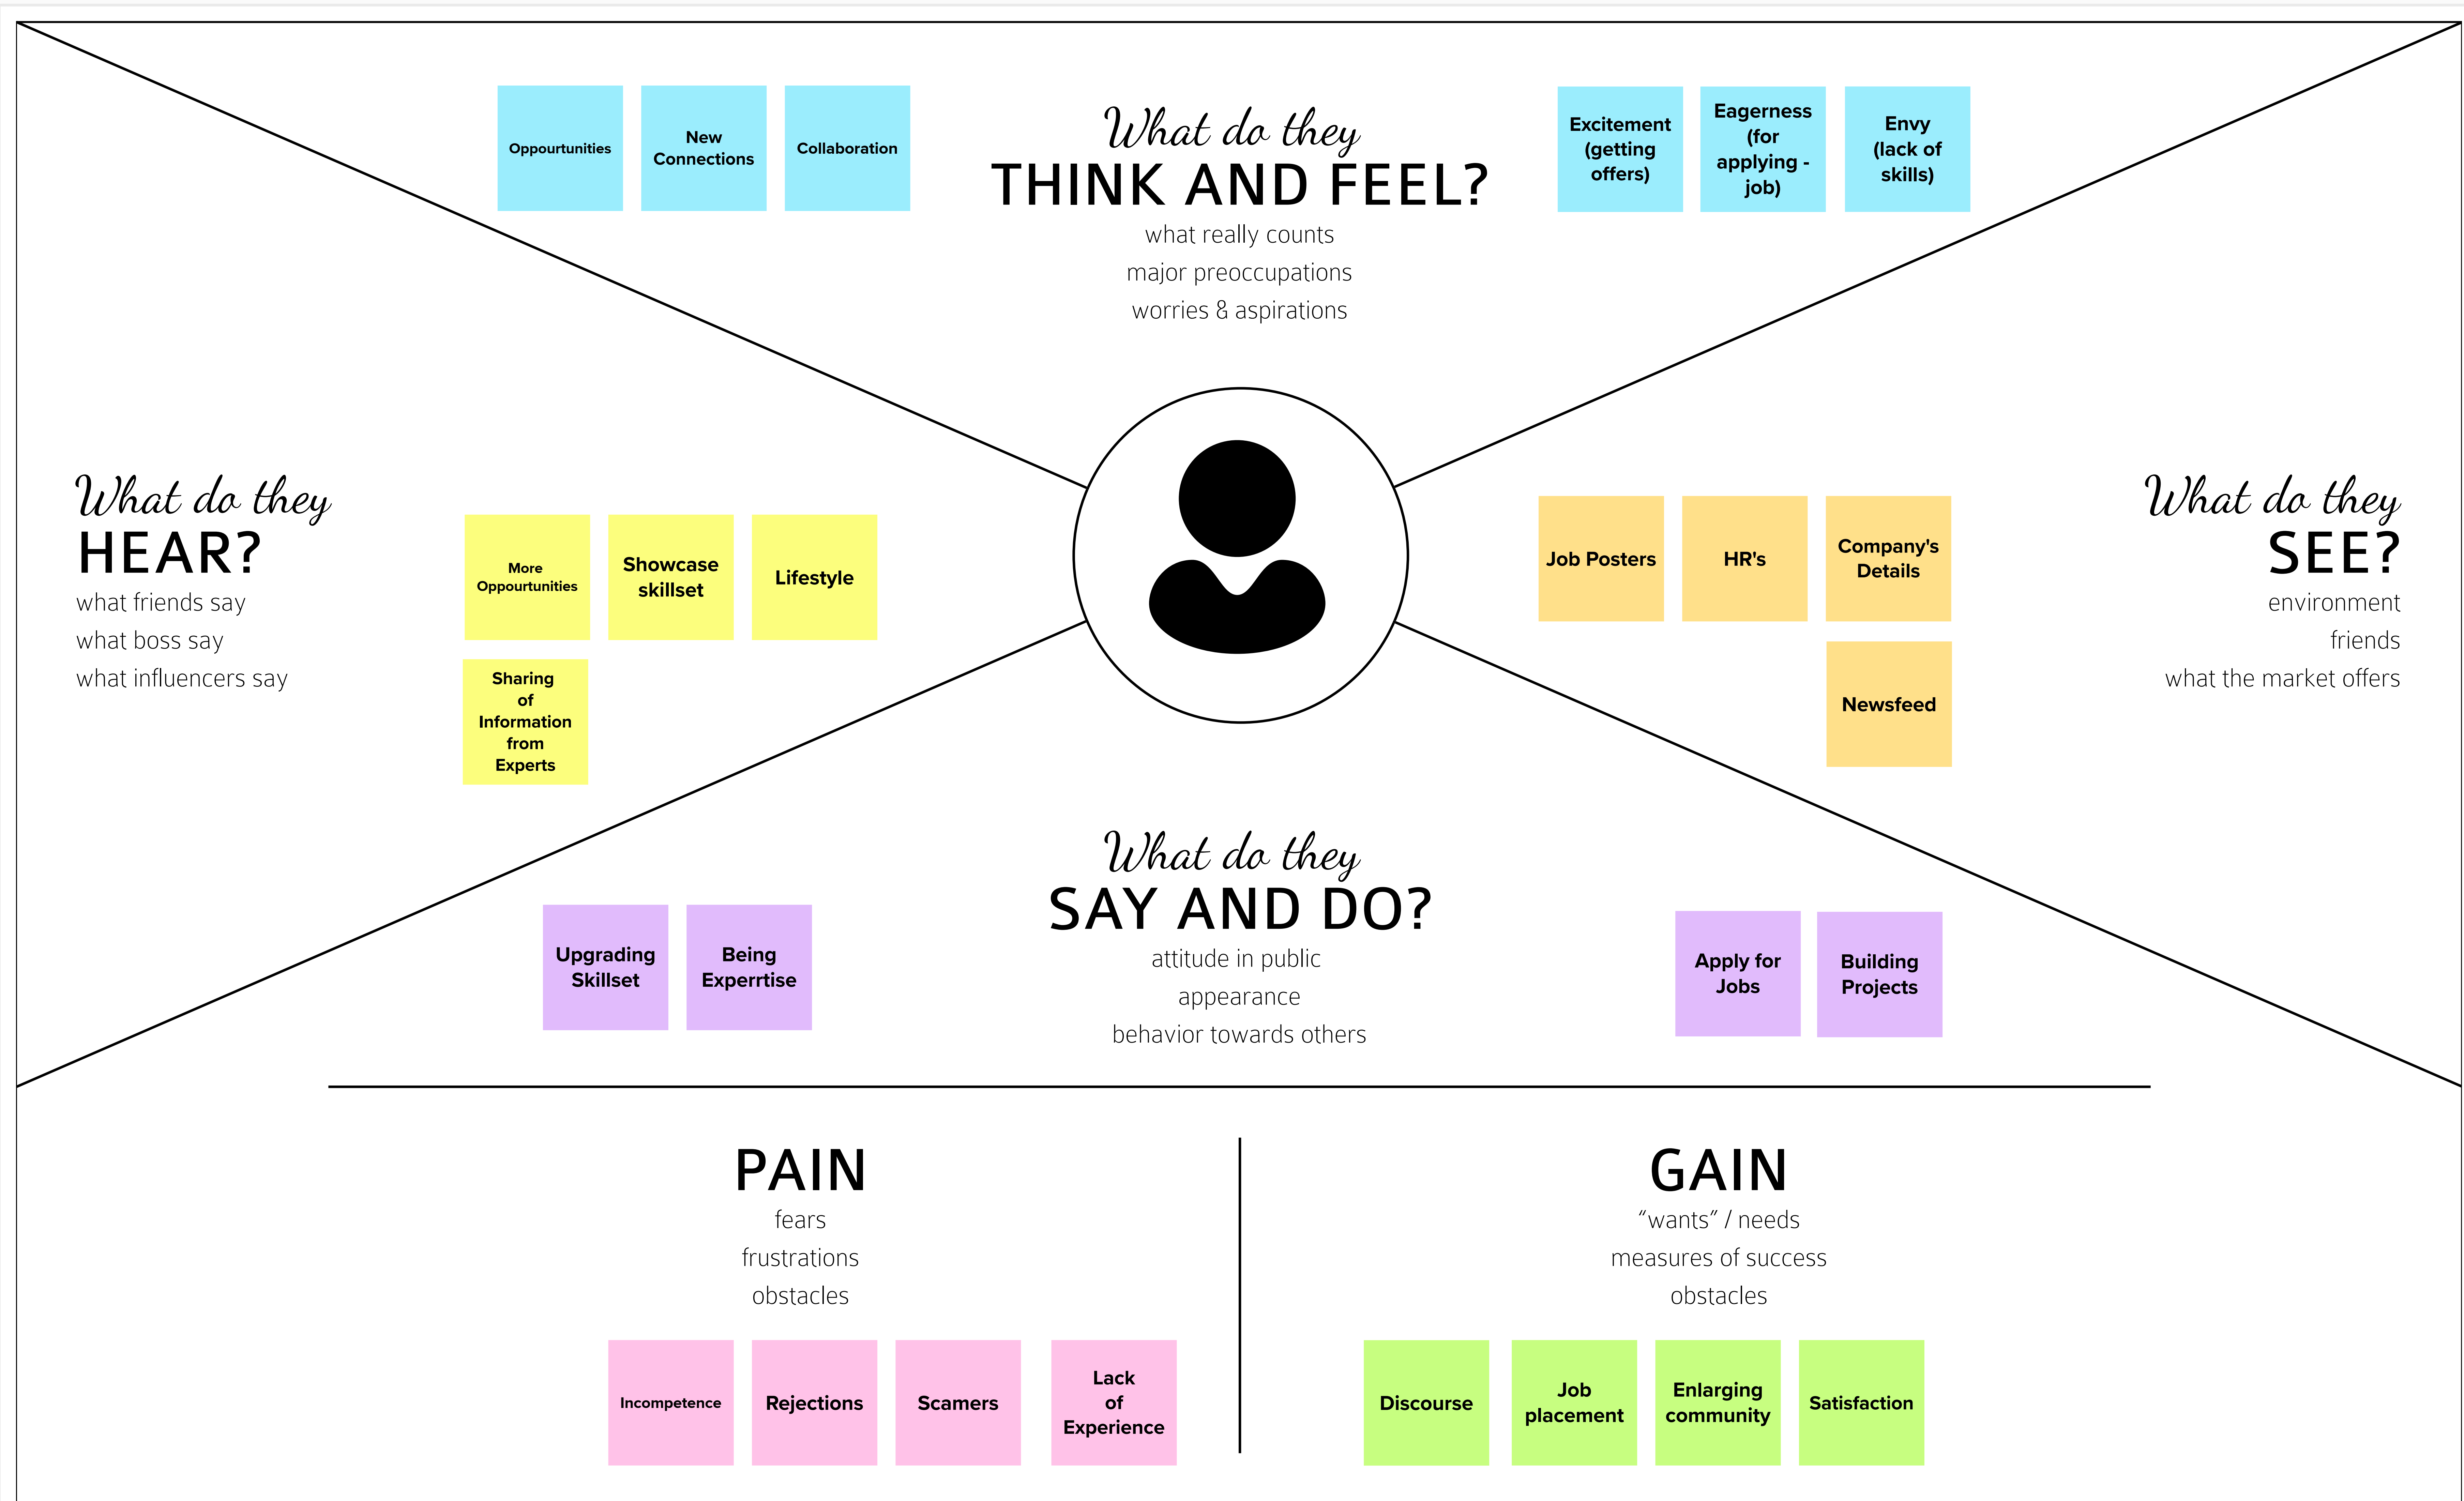 Oppourtunities
New
Connections
Collaboration
What do they
THINK AND FEEL?
what really counts
major preoccupations
worries & aspirations
Excitement
(getting
offers)
Eagerness
(for
applying -
job)
Envy
(lack of
skills)
What do they
HEAR?
what friends say
what boss say
what influencers say
More
Oppourtunities
Showcase
skillset
Lifestyle
Sharing
of
Information
from
Experts
Job Posters
HR's
Company's
Details
Newsfeed
What do they
SEE?
environment
friends
what the market offers
What do they
SAY AND DO?
attitude in public
appearance
behavior towards others
Upgrading
Skillset
Being
Experrtise
Apply for
Jobs
Building
Projects
PAIN
fears
frustrations
obstacles
Incompetence
Rejections
Scamers
Lack
of
Experience
GAIN
“wants” / needs
measures of success
obstacles
Discourse
Job
placement
Enlarging
community
Satisfaction